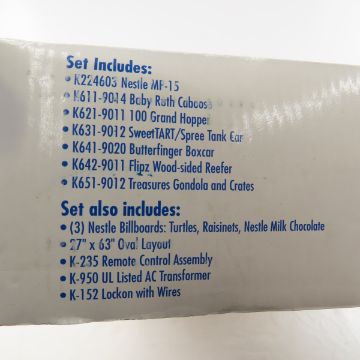 Set Includes:
• K224603 Nestle MP-15
• K611-9014 Baby Ruth Caboose
• K621-9011 100 Grand Hopper
• K631-9012 SweetTART/Spree Tank Car
• K641-9020 Butterfinger Boxcar
• K642-9011 Flipz Wood-sided Reefer
• K651-9012 Treasures Gondola and Crates
Set also includes:
• (3) Nestle Billboards: Turtles, Raisinets, Nestle Milk Chocolate
• 27" x 63" Oval Layout
• K-235 Remote Control Assembly
• K-950 UL Listed AC Transformer
• K-152 Lockon with Wires